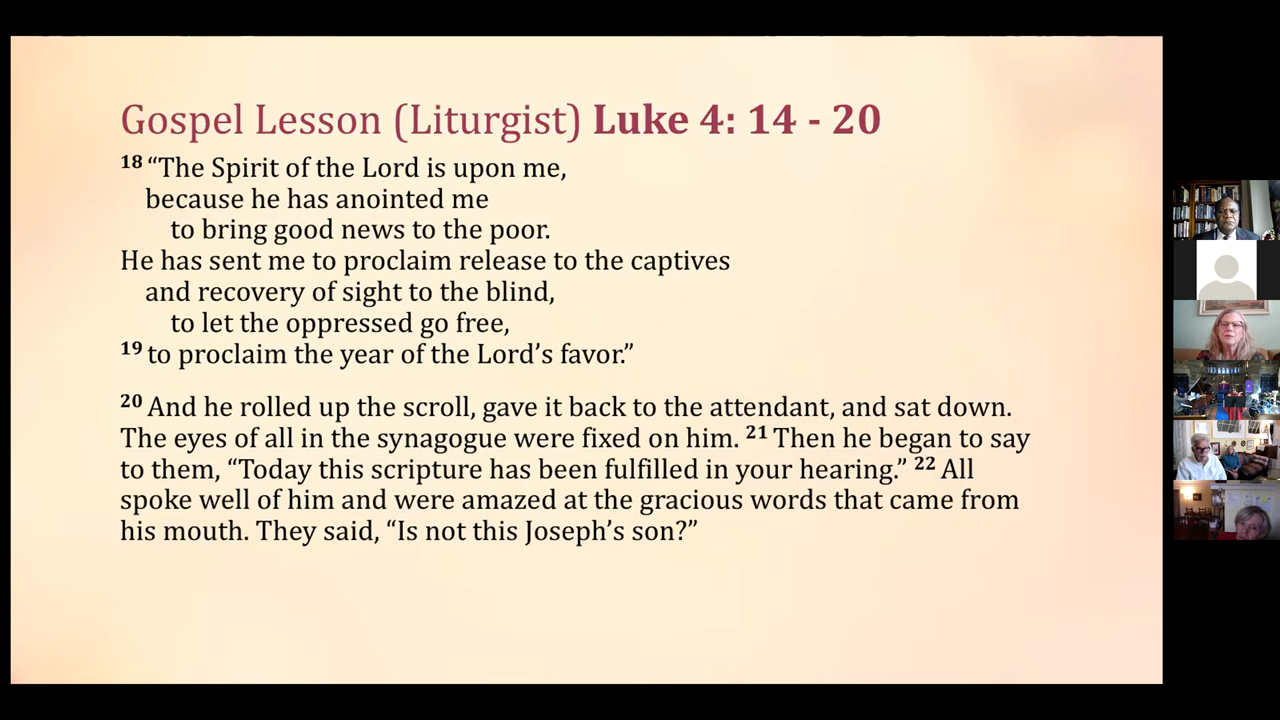 Gospel Lesson (Liturgist) Luke 4: 14 - 20
18 “The Spirit of the Lord is upon me,
because he has anointed me
to bring good news to the poor.
He has sent me to proclaim release to the captives
and recovery of sight to the blind,
to let the oppressed go free,
19 to proclaim the year of the Lord’s favor.”
20 And he rolled up the scroll, gave it back to the attendant, and sat down.
The eyes of all in the synagogue were fixed on him. 21 Then he began to say
to them, “Today this scripture has been fulfilled in your hearing.” 22 All
spoke well of him and were amazed at the gracious words that came from
his mouth. They said, “Is not this Joseph’s son?”